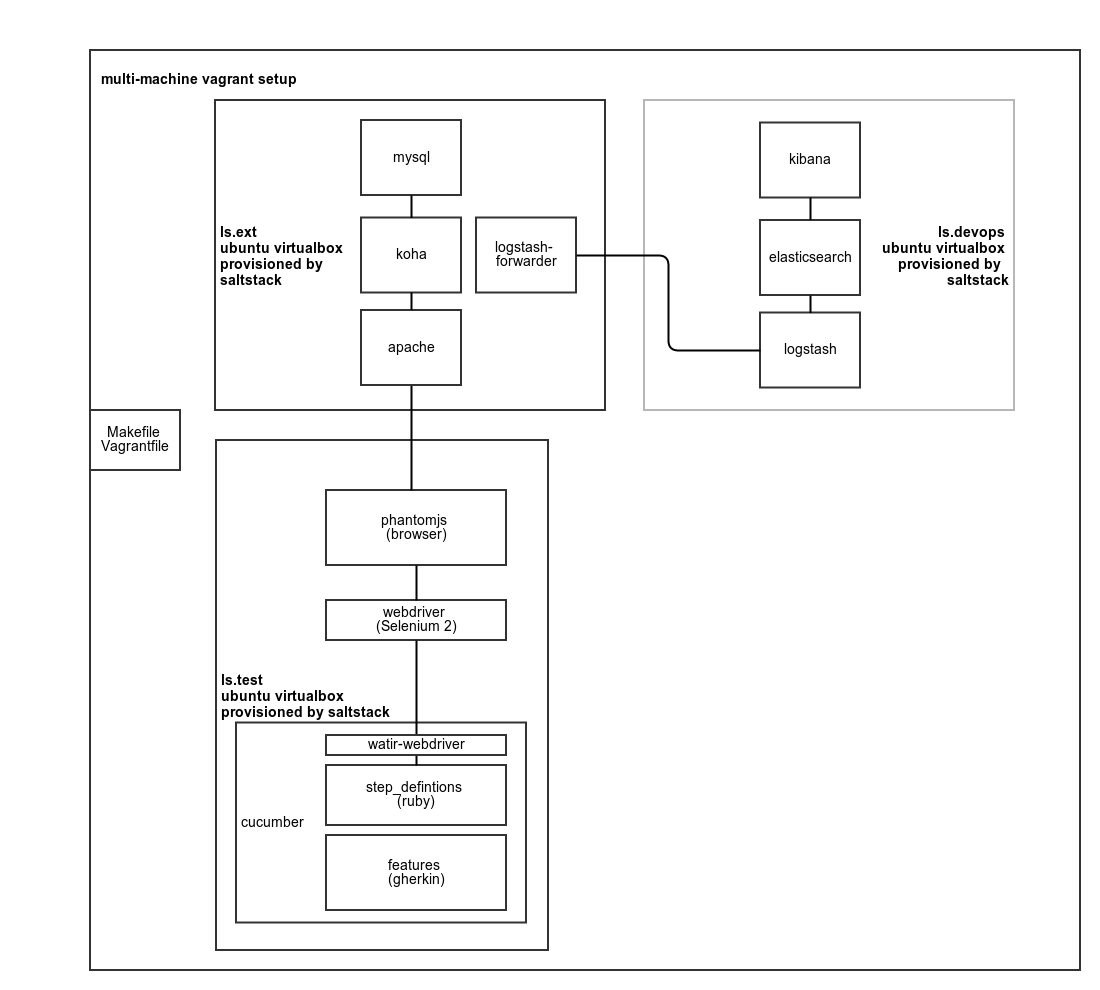 multi-machine vagrant setup
mysql
koha
apache
logstash-
forwarder
ls.ext
ubuntu virtualbox
provisioned by
saltstack
kibana
elasticsearch
logstash
ls.devops
ubuntu virtualbox
provisioned by
saltstack
Makefile
Vagrantfile
phantomjs
(browser)
webdriver
(Selenium 2)
ls.test
ubuntu virtualbox
provisioned by saltstack
watir-webdriver
step_defintions
(ruby)
cucumber
features
(gherkin)